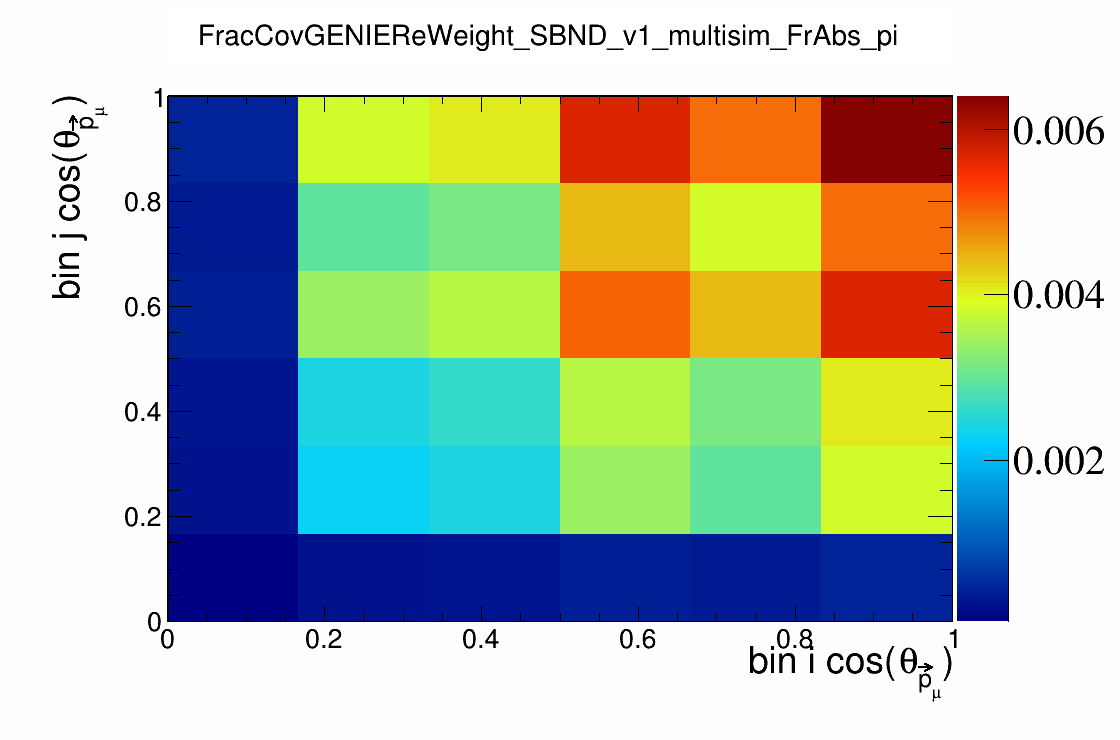 FracCovGENIEReWeight_SBND_v1_multisim_FrAbs_pi
bin j cos(θp⃗μ)
1
0.8
0.6
0.4
0.2
0
0 0.2 0.4 0.6 0.8 1
bin i cos(θp⃗μ)
0.006
0.004
0.002